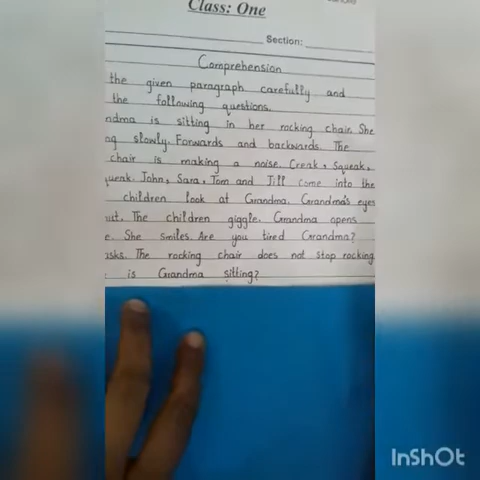 Class: One
Section:
Comprehension
the given paragraph carefully and
the following questions.
ndma is sitting in her rocking chair. She
ng slowly. Forwards and backwards. The
chair is making a noise. Creak, Squeak,
queak. John, Sara, Tom and Jill come into the
children look at Grandma. Grandma's eyes
ut. The children giggle. Grandma opens
e. She smiles. Are you tired Grandma?
asks. The rocking chair does not stop rocking.
is Grandma sitting?
InShOt